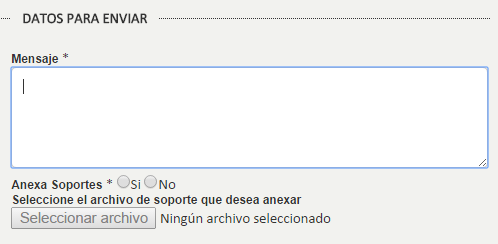 DATOS PARA ENVIAR
Mensaje *
Anexa Soportes * Si No
Seleccione el archivo de soporte que desea anexar
Seleccionar archivo Ningún archivo seleccionado